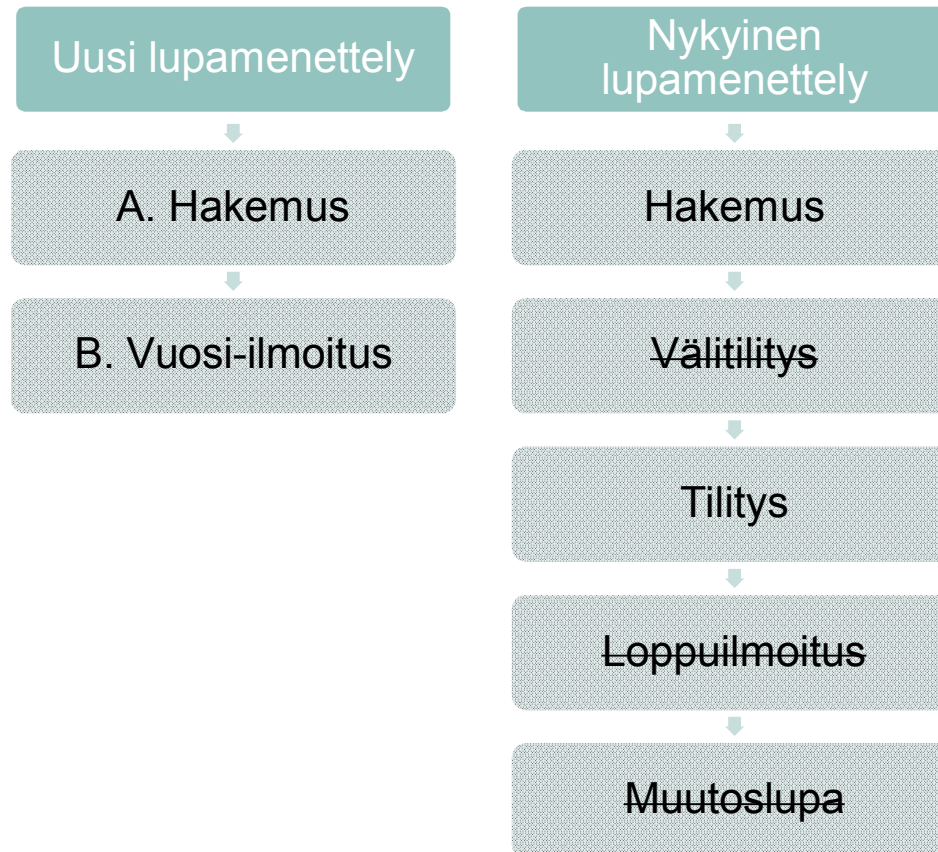 Uusi lupamenettely
A. Hakemus
B. Vuosi-ilmoitus
Nykyinen
lupamenettely
Hakemus
Välitilitys
Tilitys
Loppuilmoitus
Muutoslupa